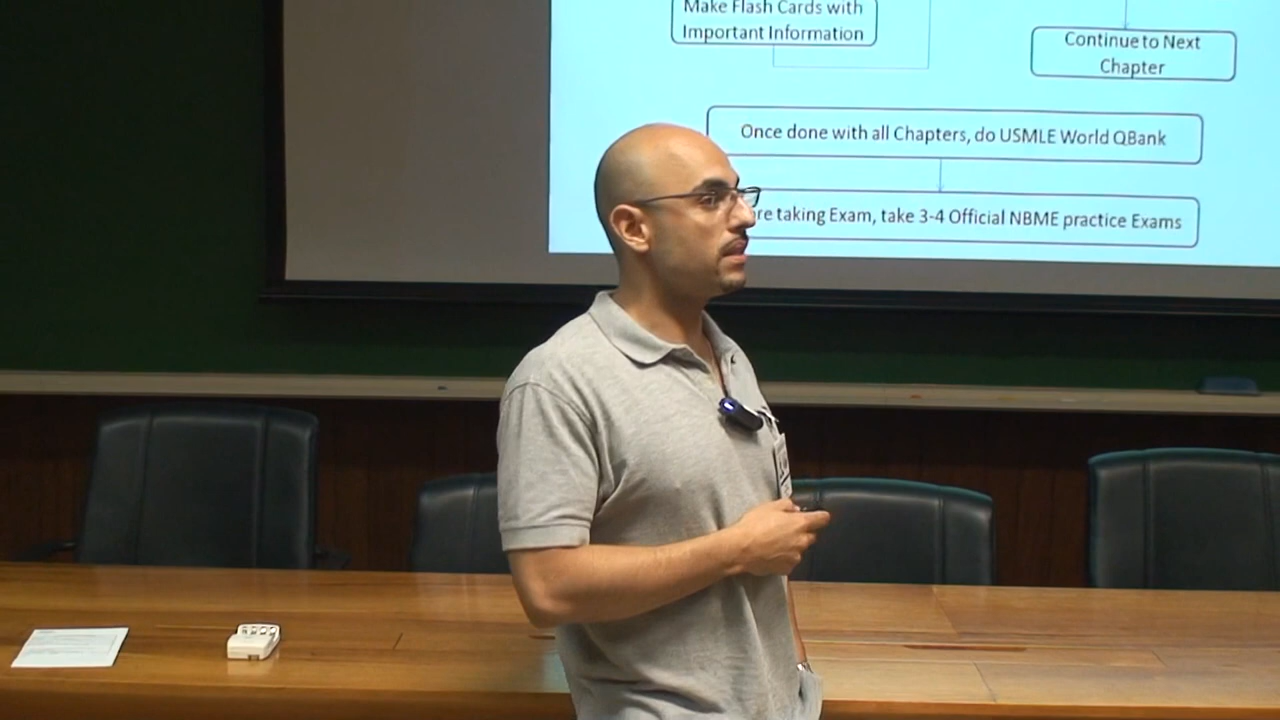 Make Flash Cards with
Important Information
Continue to Next
Chapter
Once done with all Chapters, do USMLE World QBank
re taking Exam, take 3-4 Official NBME practice Exams